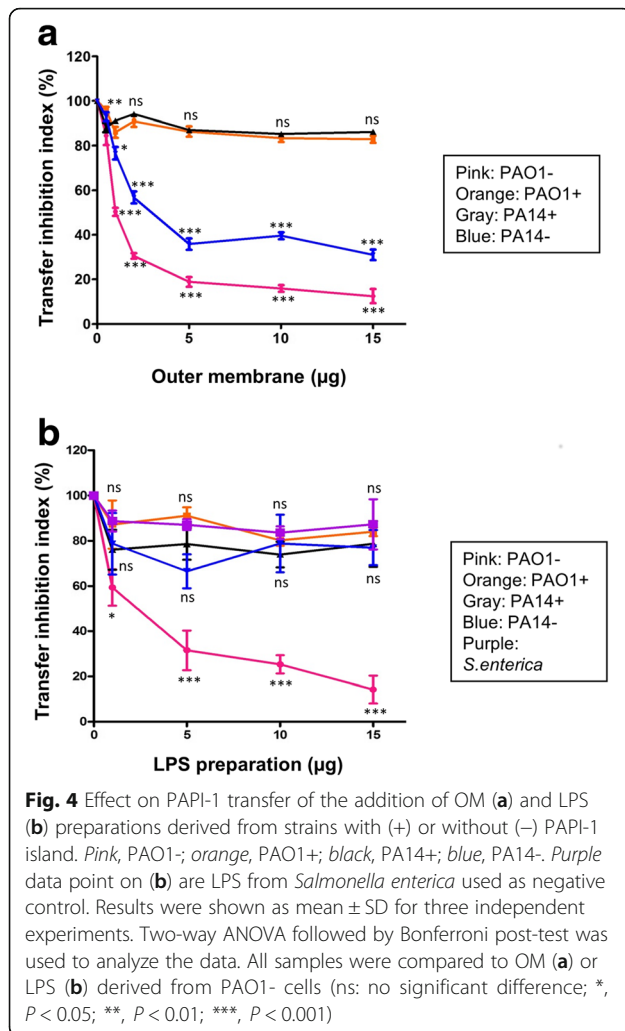 a
Transfer inhibition index (%)
120
100
80
60
40
20
0
** ns
ns
ns
ns
*
***
***
***
***
***
***
***
***
0
5
10
15
Outer membrane (µg)
Pink: PAO1-
Orange: PAO1+
Gray: PA14+
Blue: PA14-
b
Transfer inhibition index (%)
120
100
80
60
40
20
0
ns
ns
ns
ns
ns
ns
ns
ns
*
***
***
***
0
5
10
15
LPS preparation (µg)
Pink: PAO1-
Orange: PAO1+
Gray: PA14+
Blue: PA14-
Purple:
S.enterica
Fig. 4 Effect on PAPI-1 transfer of the addition of OM (a) and LPS
(b) preparations derived from strains with (+) or without (−) PAPI-1
island. Pink, PAO1-; orange, PAO1+; black, PA14+; blue, PA14-. Purple
data point on (b) are LPS from Salmonella enterica used as negative
control. Results were shown as mean ± SD for three independent
experiments. Two-way ANOVA followed by Bonferroni post-test was
used to analyze the data. All samples were compared to OM (a) or
LPS (b) derived from PAO1- cells (ns: no significant difference; *,
P < 0.05; **, P < 0.01; ***, P < 0.001)